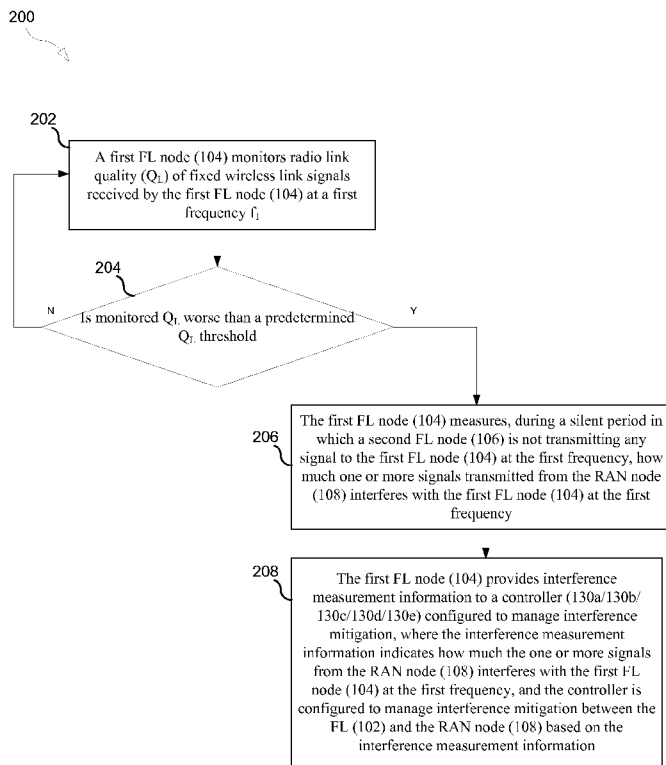 200
202
A first FL node (104) monitors radio link
quality (QL) of fixed wireless link signals
received by the first FL node (104) at a first
frequency f1
204
N
Y
Is monitored QL worse than a predetermined
QL threshold
206
The first FL node (104) measures, during a silent period in
which a second FL node (106) is not transmitting any
signal to the first FL node (104) at the first frequency, how
much one or more signals transmitted from the RAN node
(108) interferes with the first FL node (104) at the first
frequency
208
The first FL node (104) provides interference
measurement information to a controller (130a/130b/
130c/130d/130e) configured to manage interference
mitigation, where the interference measurement
information indicates how much the one or more signals
from the RAN node (108) interferes with the first FL
node (104) at the first frequency, and the controller is
configured to manage interference mitigation between the
FL (102) and the RAN node (108) based on the
interference measurement information